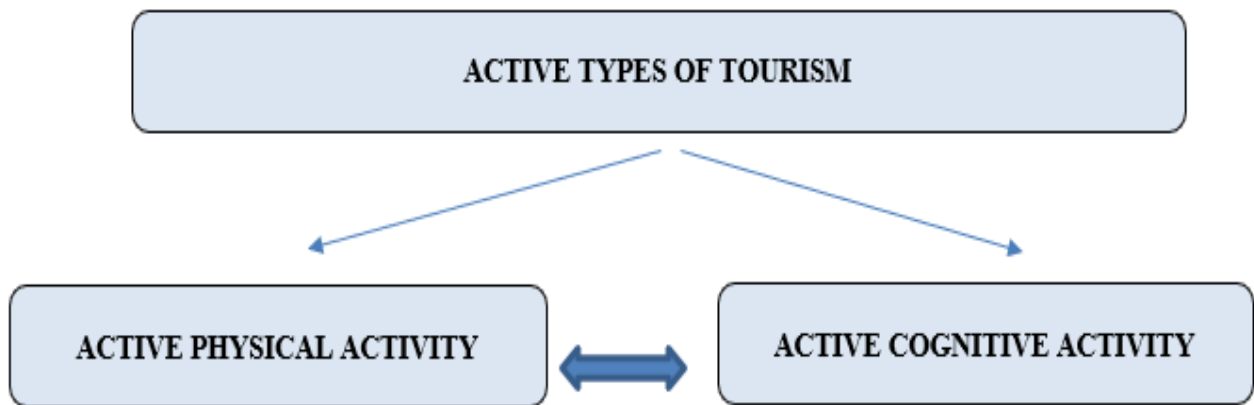 ACTIVE TYPES OF TOURISM
ACTIVE PHYSICAL ACTIVITY
ACTIVE COGNITIVE ACTIVITY